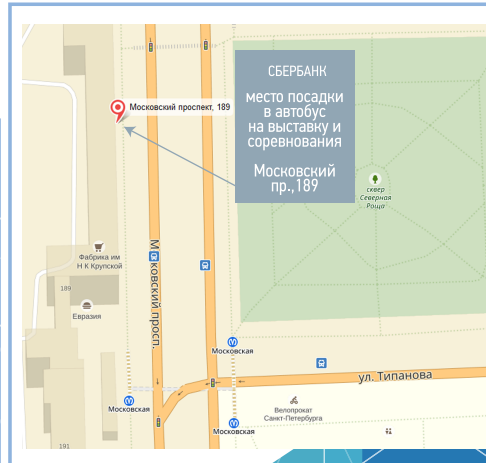 СБЕРБАНК
место посадки
в автобус
на выставку и
соревнования
Московский
пр.,189
Московский проспект, 189
сквер
Северная
Роща
Фабрика им
Н К Крупской
189
Евразия
Московский просп.
Московская
ул. Типанова
Московская
Велопрокат
Санкт-Петербурга
Московская
191